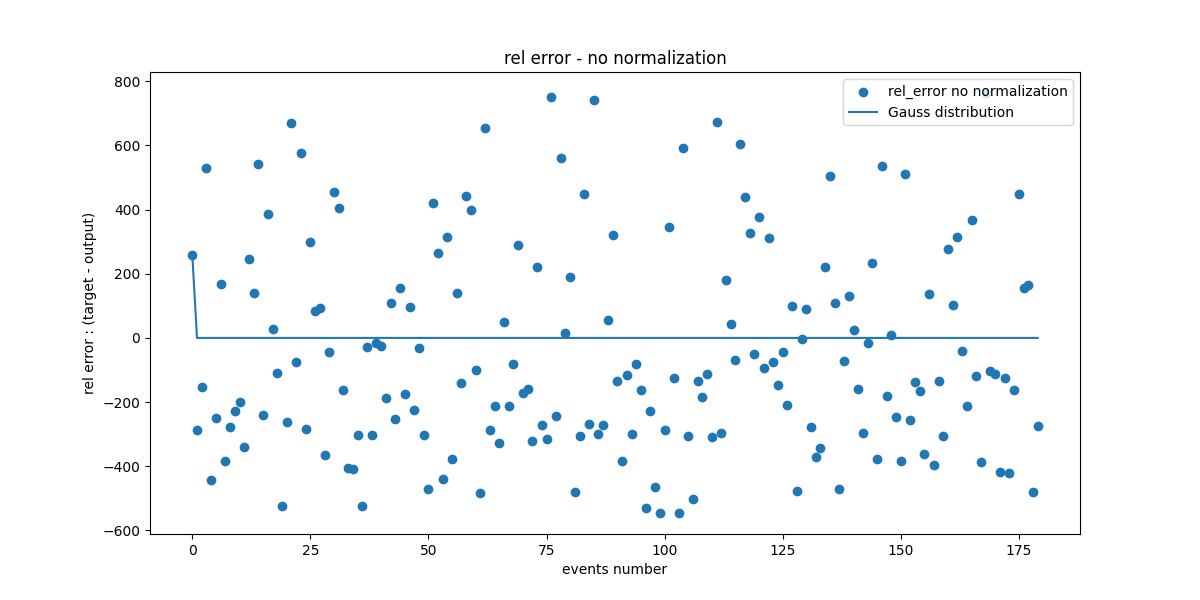 rel error - no normalization
rel_error no normalization
Gauss distribution
rel error : (target - output)
800
600
400
200
0
−200
−400
−600
0 25 50 75 100 125 150 175
events number